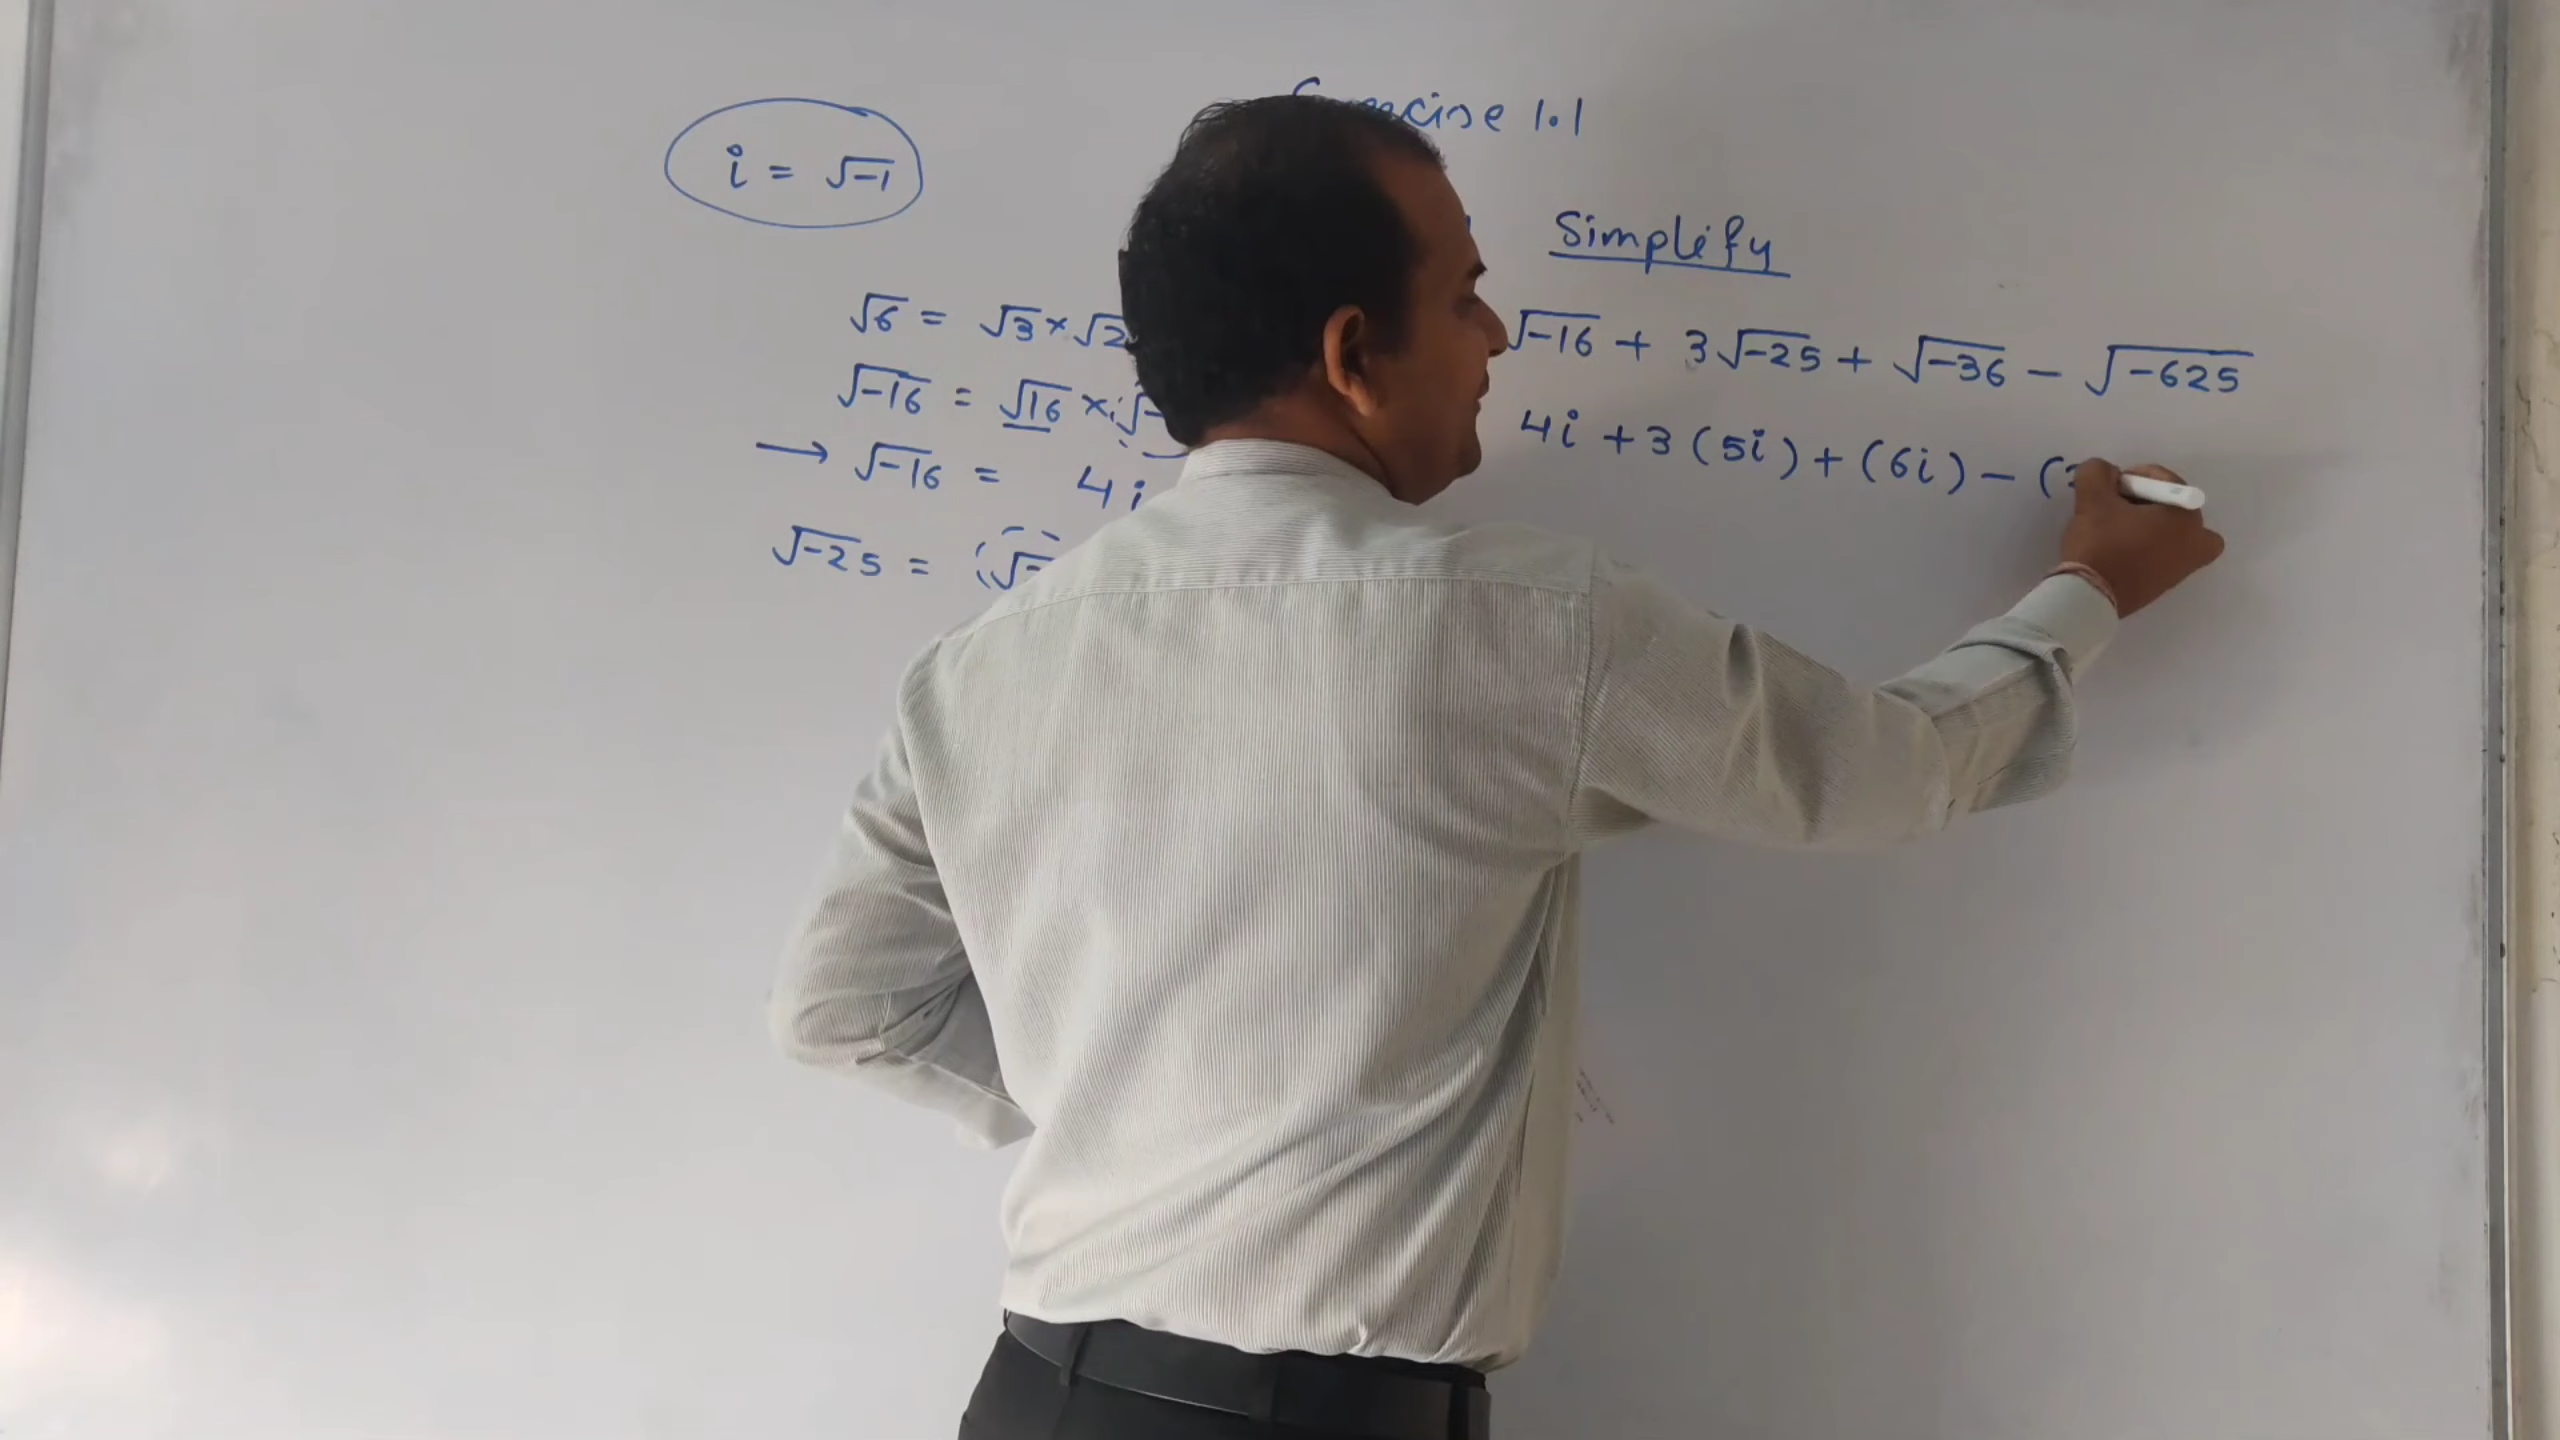 i = √-1
Exercise 1.1
Simplify
√6 = √3 × √2
√-16 = √16 × √-
→ √-16 = 4i
√-25 = (√-
√-16 + 3√-25 + √-36 - √-625
4i + 3(5i) + (6i) - (